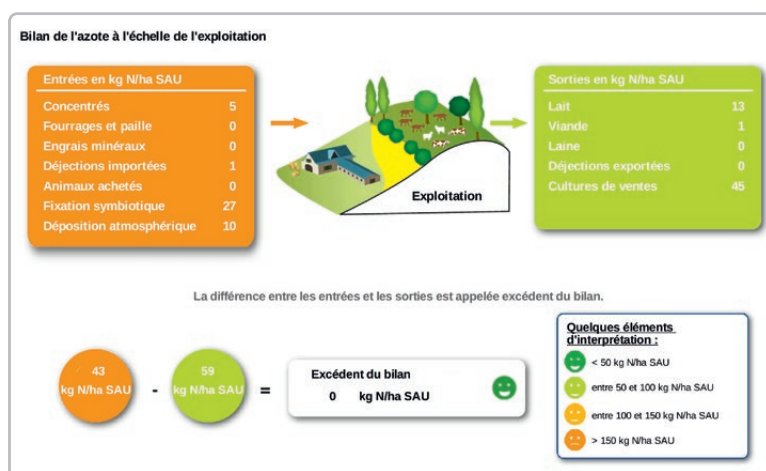 Bilan de l'azote à l'échelle de l'exploitation
Entrées en kg N/ha SAU
Concentrés 5
Fourrages et paille 0
Engrais minéraux 0
Déjections importées 1
Animaux achetés 0
Fixation symbiotique 27
Déposition atmosphérique 10
Exploitation
Sorties en kg N/ha SAU
Lait 13
Viande 1
Laine 0
Déjections exportées 0
Cultures de ventes 45
La différence entre les entrées et les sorties est appelée excédent du bilan.
43
kg N/ha SAU
-
59
kg N/ha SAU
=
Excédent du bilan
0 kg N/ha SAU
Quelques éléments
d'interprétation :
< 50 kg N/ha SAU
entre 50 et 100 kg N/ha SAU
entre 100 et 150 kg N/ha SAU
> 150 kg N/ha SAU